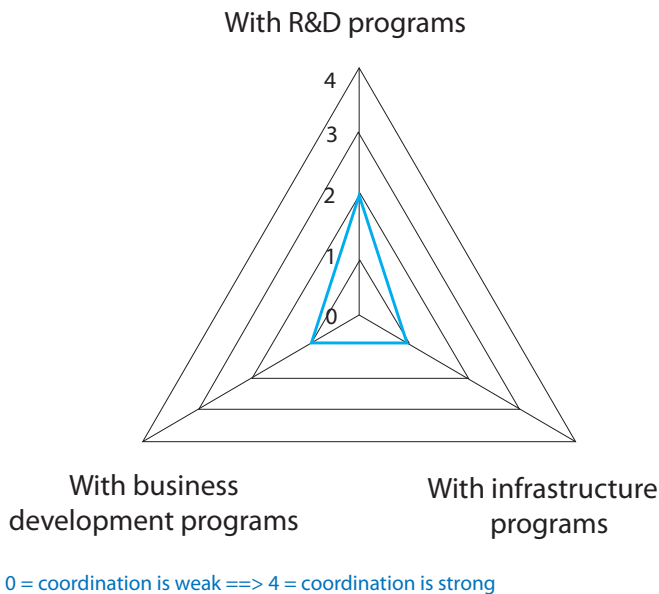 With R&D programs
4
3
2
1
0
With business
development programs
With infrastructure
programs
0 = coordination is weak ==> 4 = coordination is strong